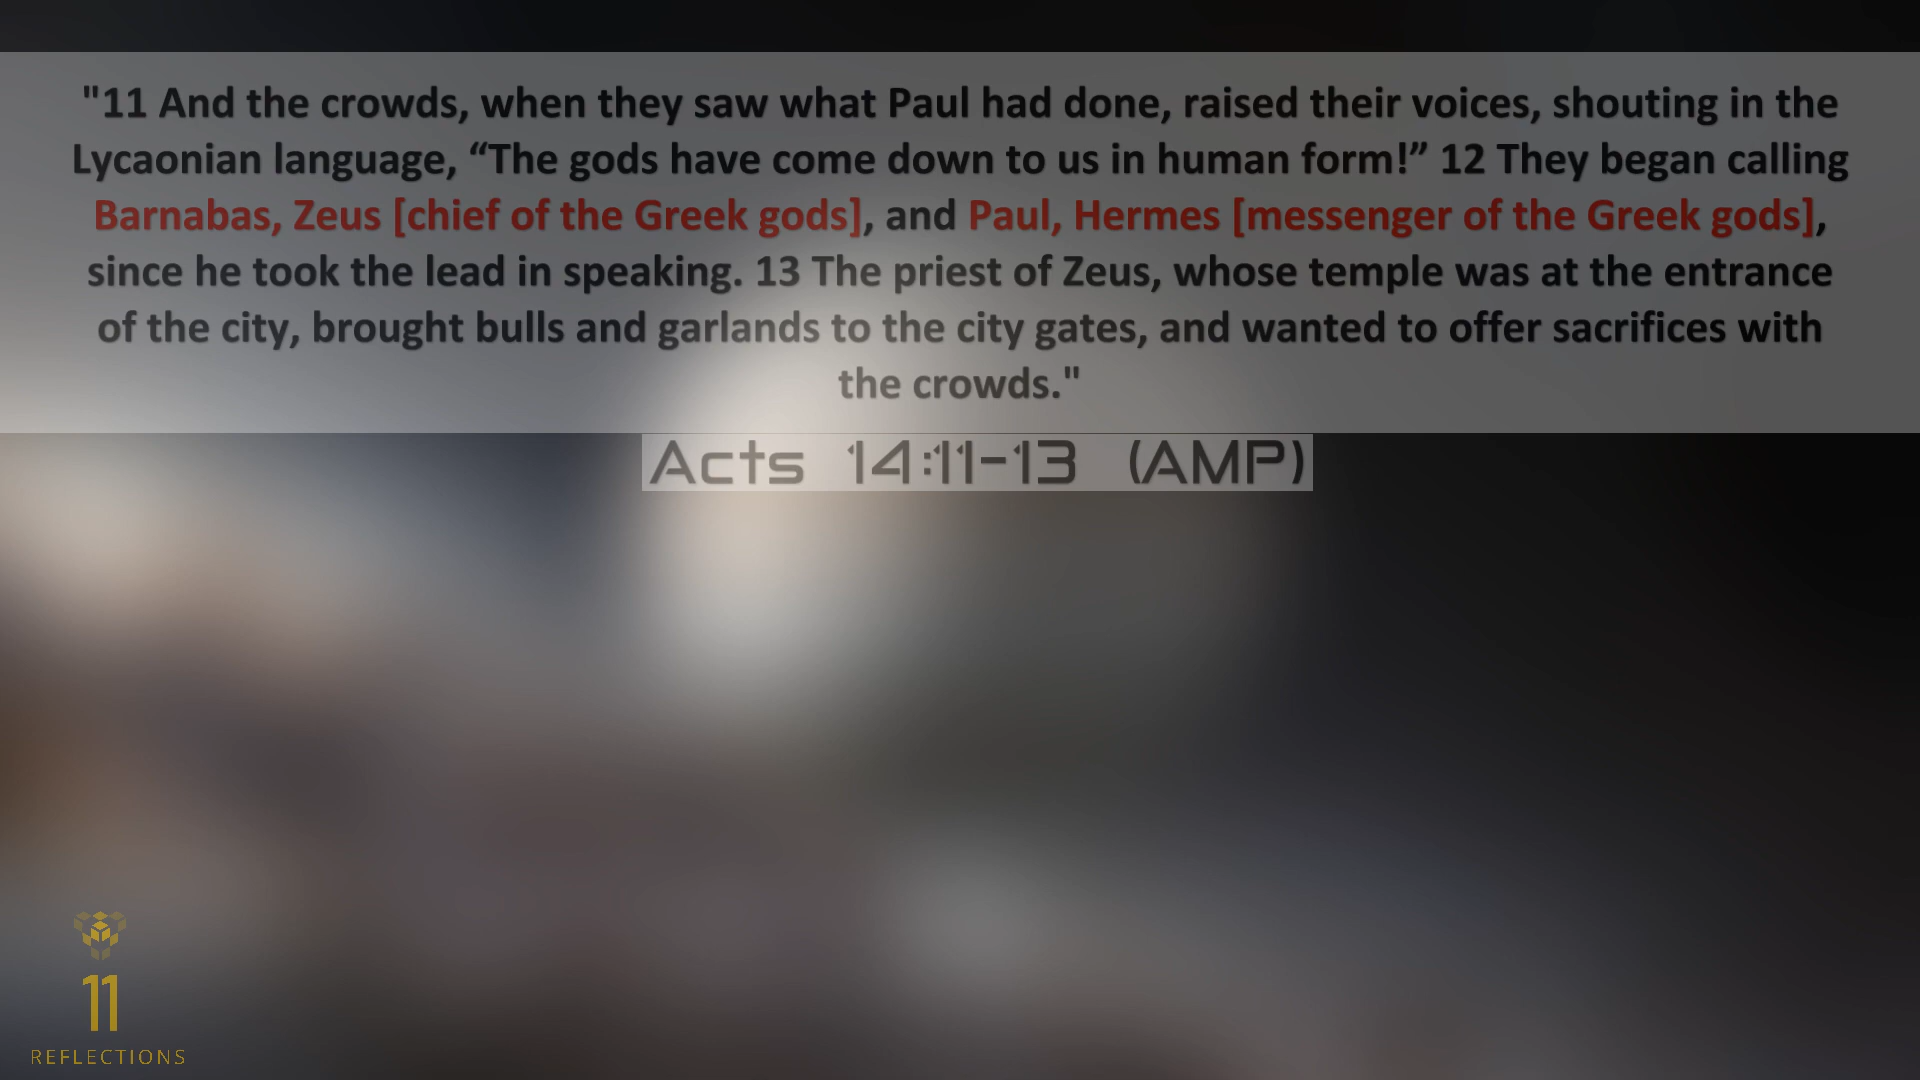 "11 And the crowds, when they saw what Paul had done, raised their voices, shouting in the
Lycaonian language, “The gods have come down to us in human form!” 12 They began calling
Barnabas, Zeus [chief of the Greek gods], and Paul, Hermes [messenger of the Greek gods],
since he took the lead in speaking. 13 The priest of Zeus, whose temple was at the entrance
of the city, brought bulls and garlands to the city gates, and wanted to offer sacrifices with
the crowds."
Acts 14:11-13 (AMP)
11
REFLECTIONS